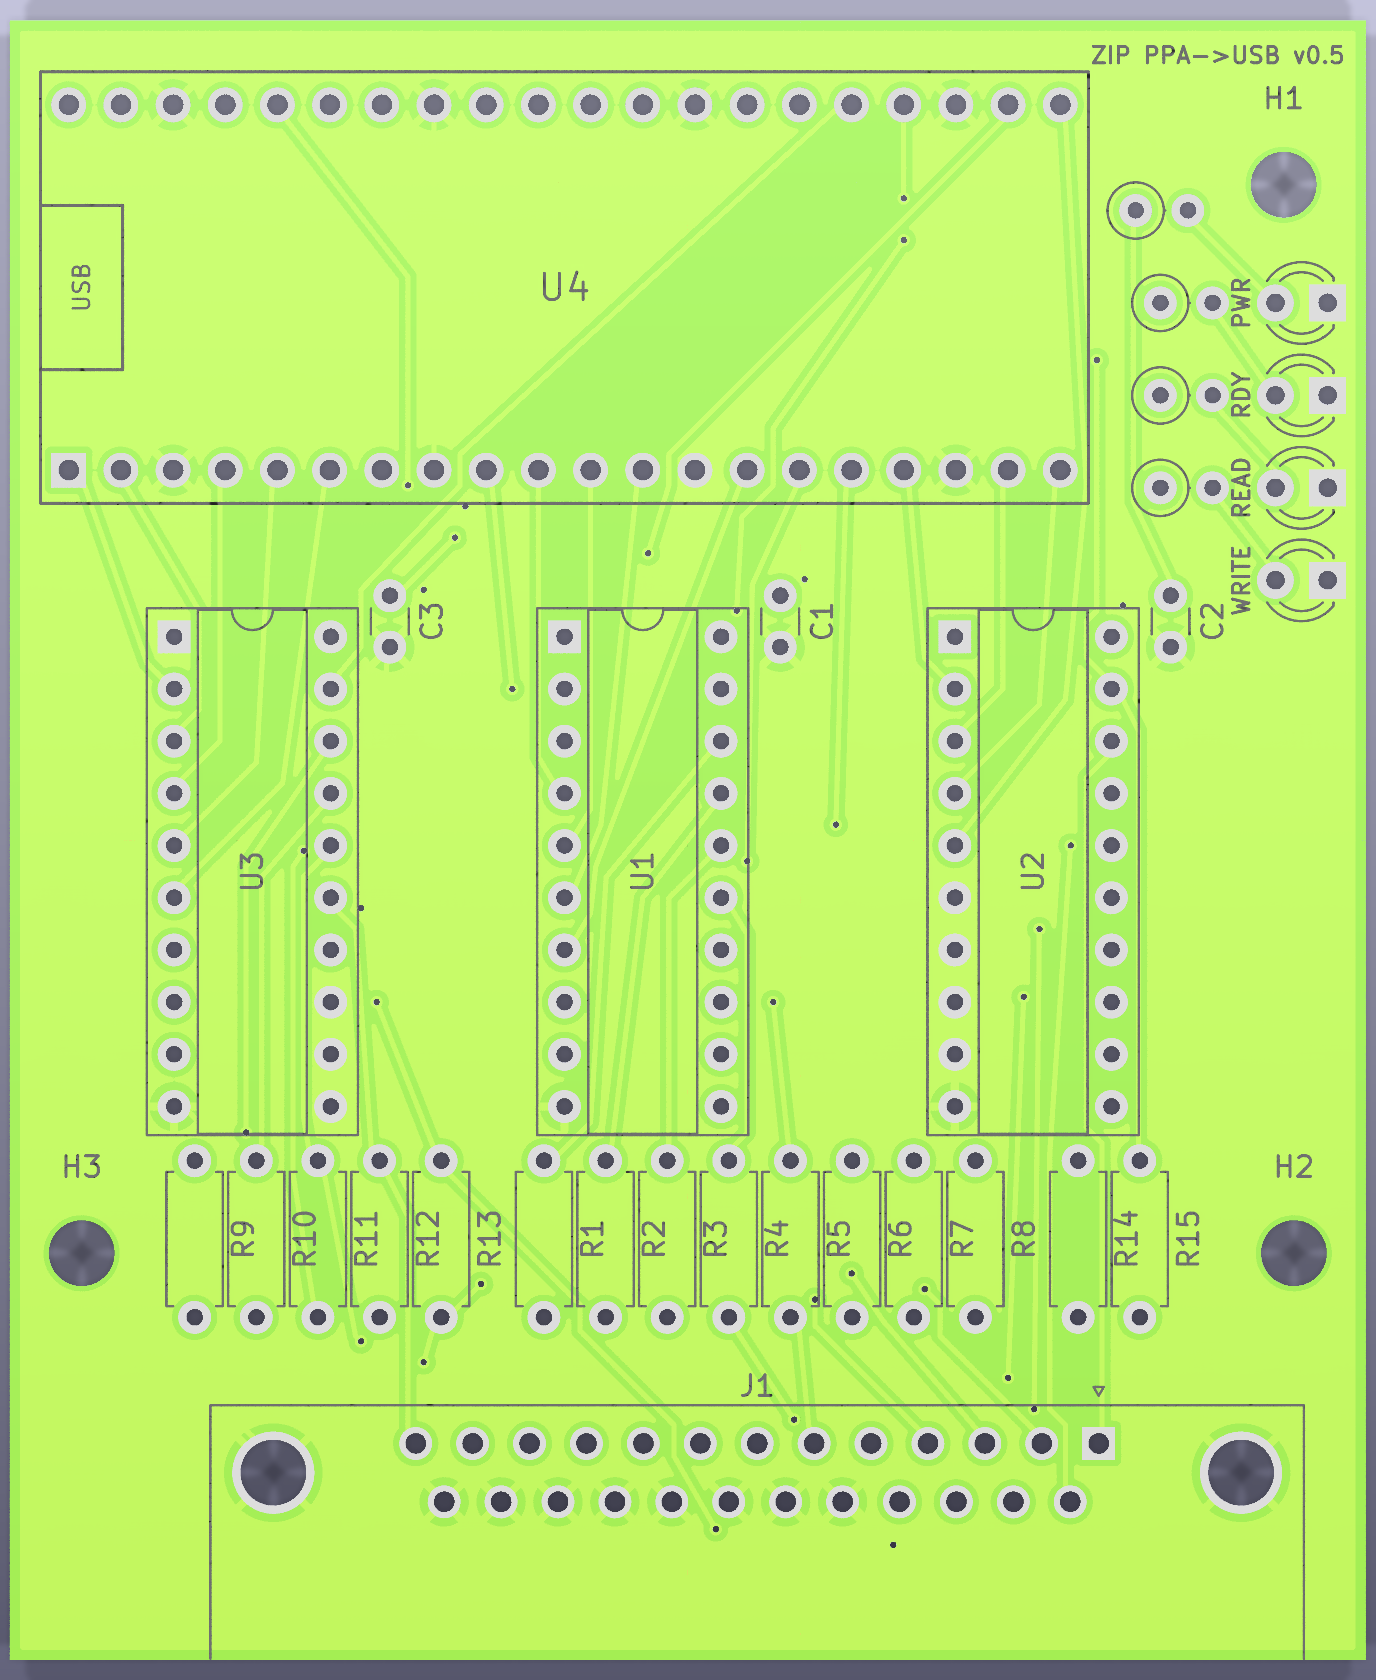 ZIP PPA->USB v0.5
H1
USB
U4
PWR
RDY
READ
WRITE
C3
C1
C2
U3
U1
U2
H3
H2
R9
R10
R11
R12
R13
R1
R2
R3
R4
R5
R6
R7
R8
R14
R15
J1